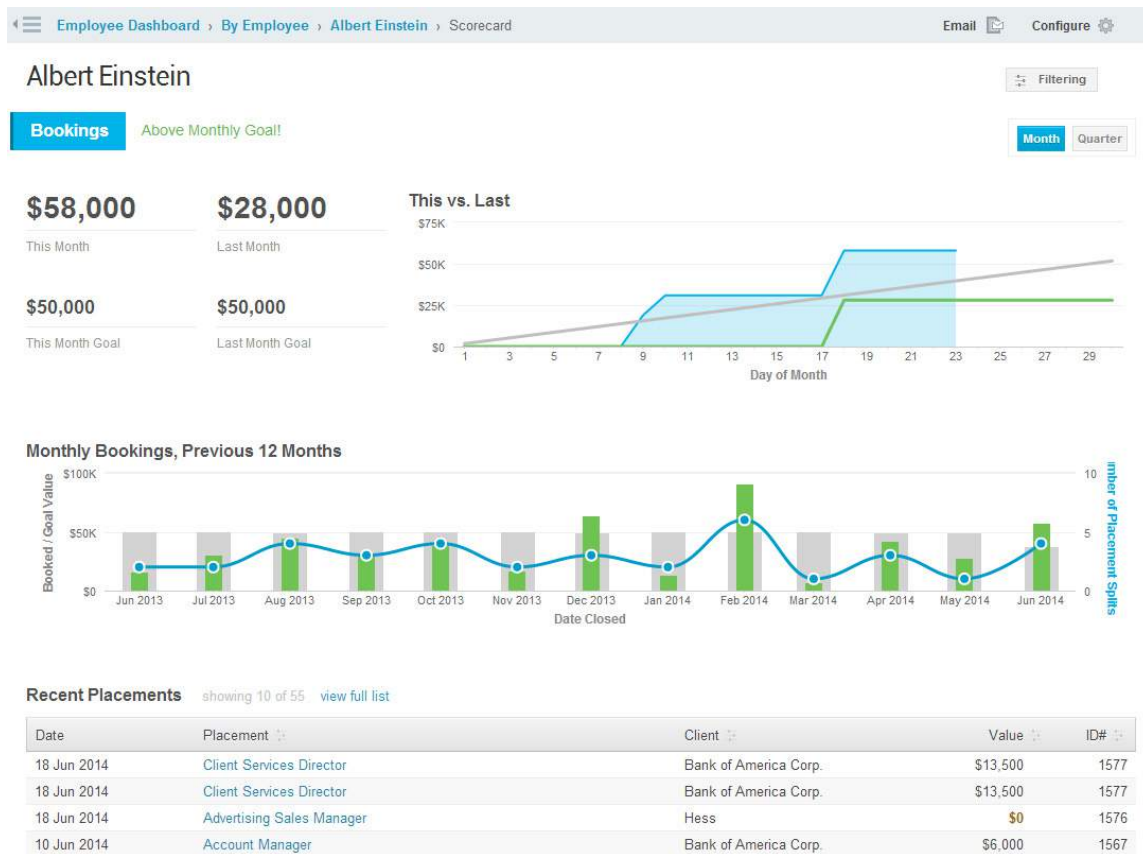 Employee Dashboard › By Employee › Albert Einstein › Scorecard Email Configure
Albert Einstein
Filtering
Bookings Above Monthly Goal!
Month Quarter
$58,000 $28,000
This Month Last Month
$50,000 $50,000
This Month Goal Last Month Goal
This vs. Last
$75K
$50K
$25K
$0
1 3 5 7 9 11 13 15 17 19 21 23 25 27 29
Day of Month
Monthly Bookings, Previous 12 Months
Booked / Goal Value
$100K
$50K
$0
10
5
0
mber of Placement Splits
Jun 2013 Jul 2013 Aug 2013 Sep 2013 Oct 2013 Nov 2013 Dec 2013 Jan 2014 Feb 2014 Mar 2014 Apr 2014 May 2014 Jun 2014
Date Closed
Recent Placements showing 10 of 55 view full list
Date Placement Client Value ID#
18 Jun 2014 Client Services Director Bank of America Corp. $13,500 1577
18 Jun 2014 Client Services Director Bank of America Corp. $13,500 1577
18 Jun 2014 Advertising Sales Manager Hess $0 1576
10 Jun 2014 Account Manager Bank of America Corp. $6,000 1567